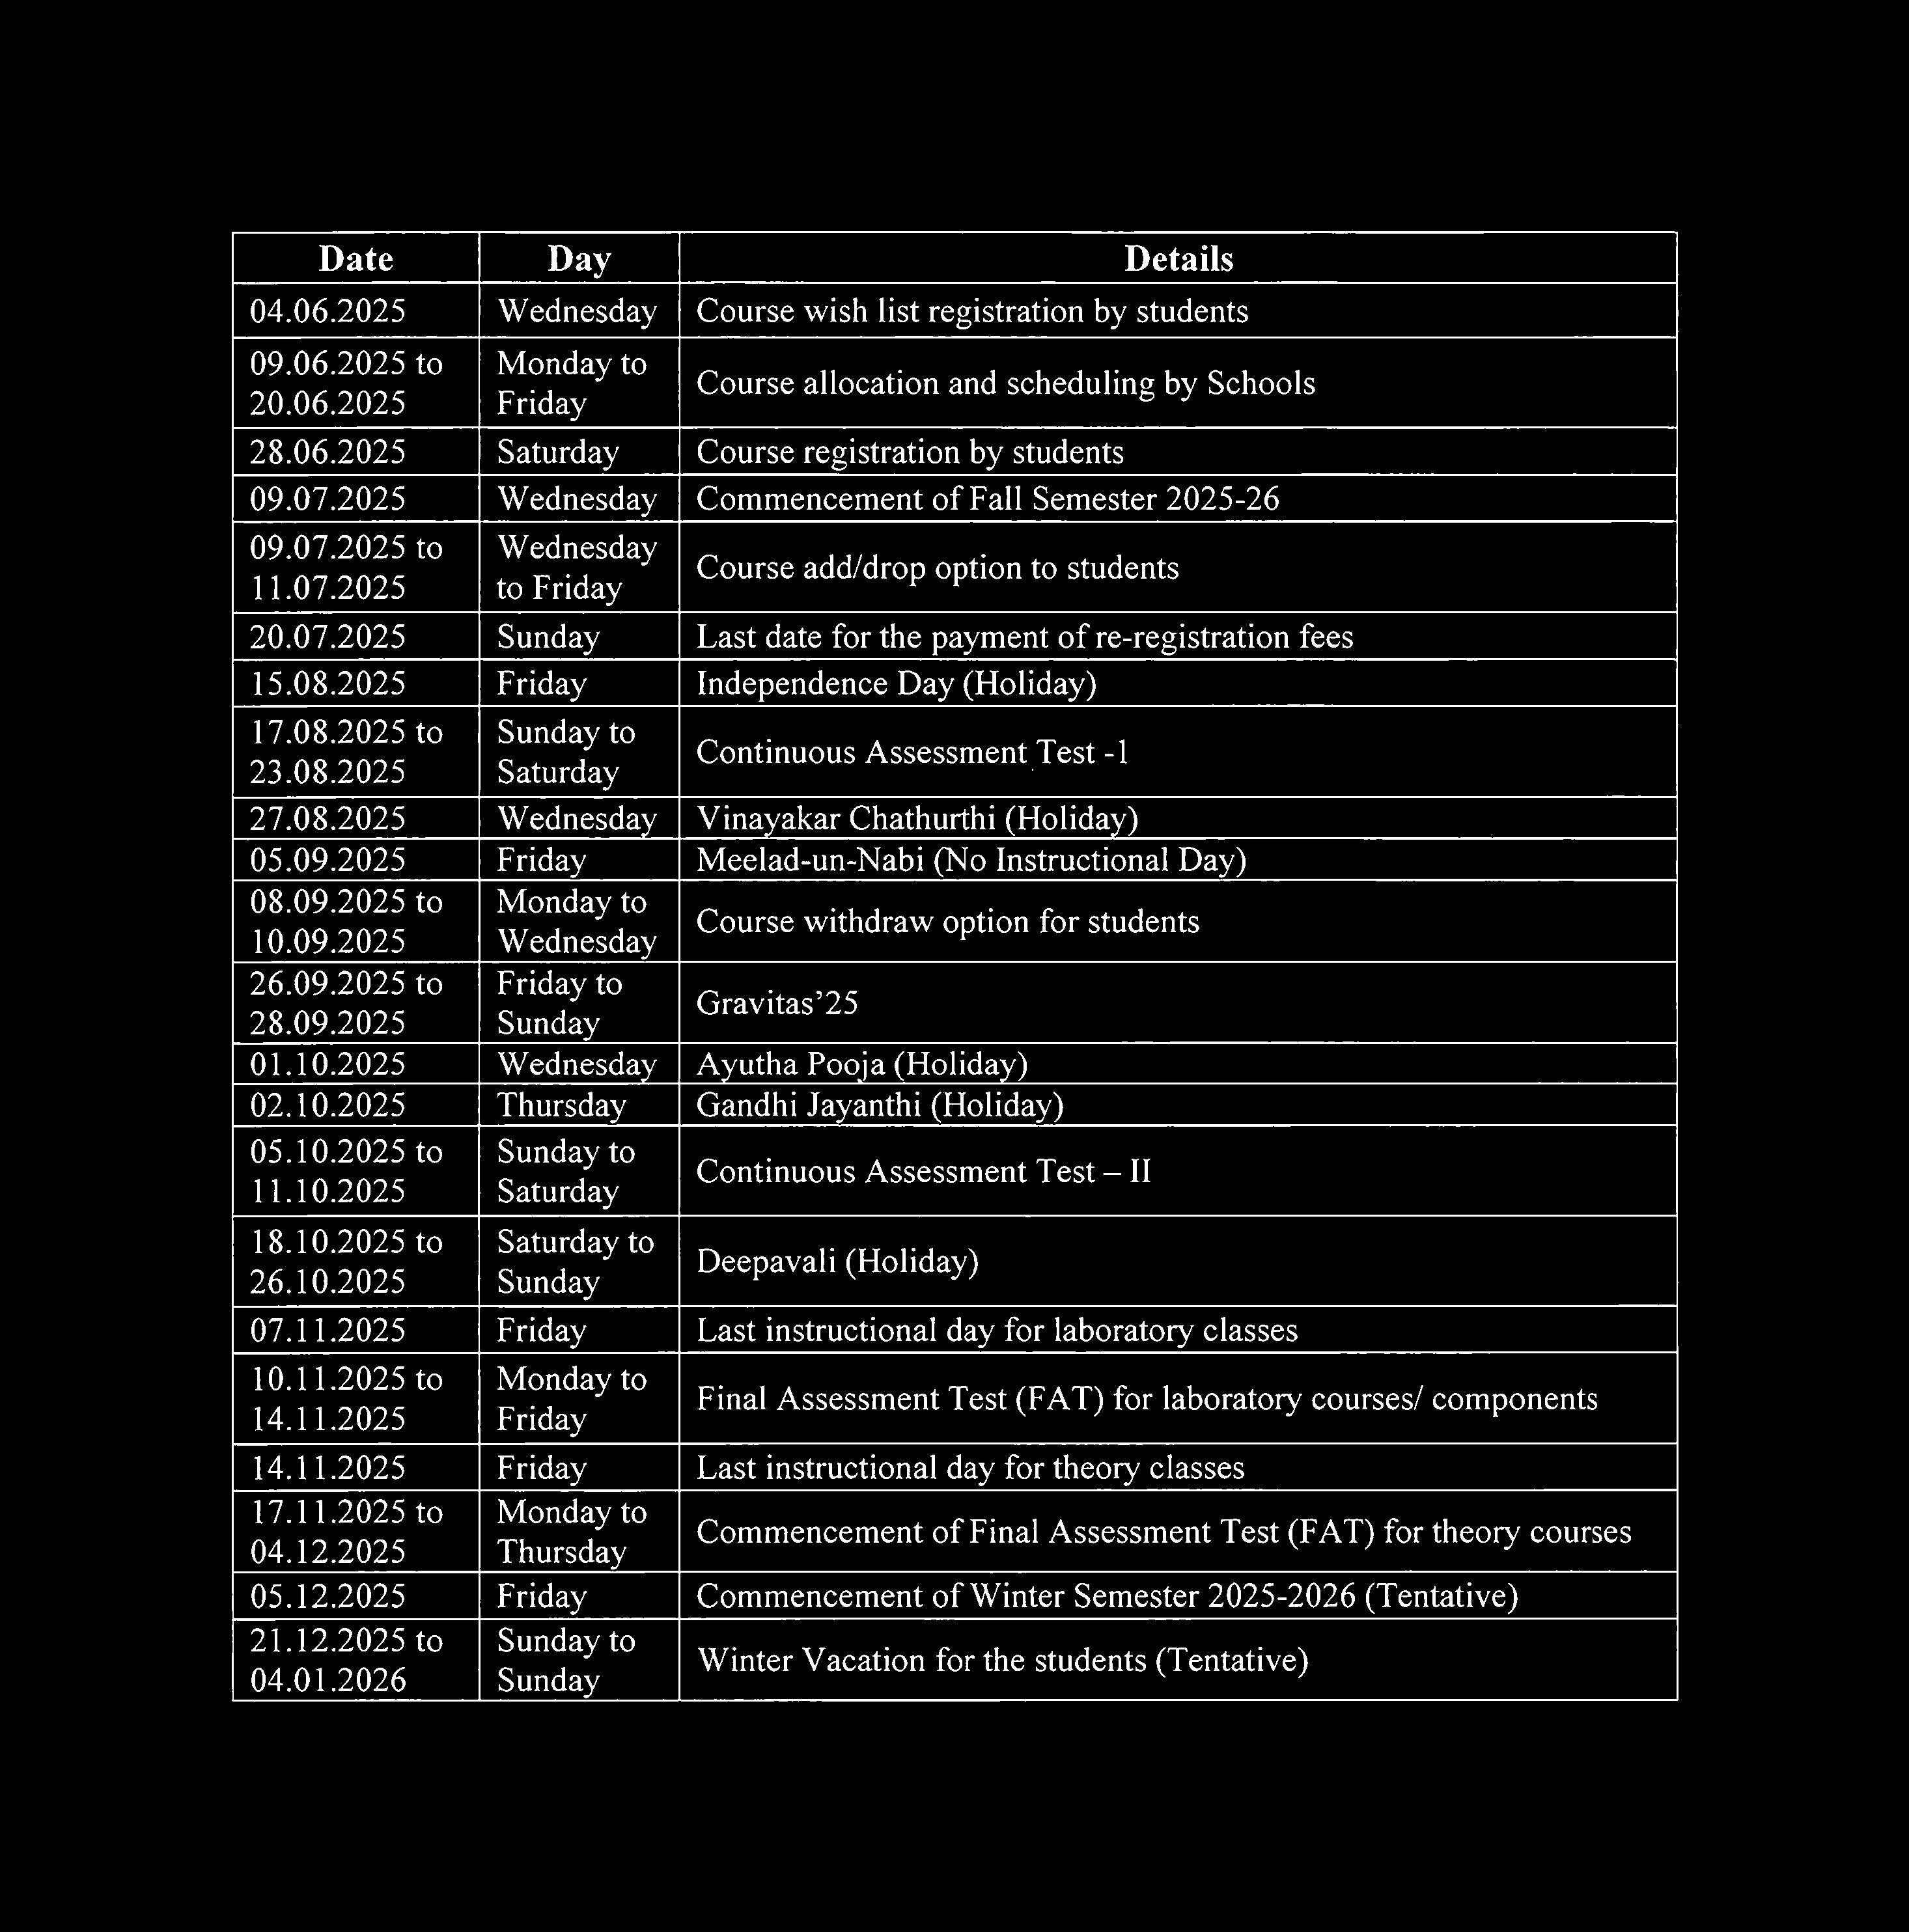 Date Day Details
04.06.2025 Wednesday Course wish list registration by students
09.06.2025 to Monday to
Course allocation and scheduling by Schools
20.06.2025 Friday
28.06.2025 Saturday Course registration by students
09.07.2025 Wednesday Commencement of Fall Semester 2025-26
09.07.2025 to Wednesday
Course add/drop option to students
11.07.2025 to Friday
20.07.2025 Sunday Last date for the payment of re-registration fees
15.08.2025 Friday Independence Day (Holiday)
17.08.2025 to Sunday to
Continuous Assessment Test -1
23.08.2025 Saturday
27.08.2025 Wednesday Vinayakar Chathurthi (Holiday)
05.09.2025 Friday Meelad-un-Nabi (No Instructional Day)
08.09.2025 to Monday to
Course withdraw option for students
10.09.2025 Wednesday
26.09.2025 to Friday to
Gravitas’25
28.09.2025 Sunday
01.10.2025 Wednesday Ayutha Pooja (Holiday)
02.10.2025 Thursday Gandhi Jayanthi (Holiday)
05.10.2025 to Sunday to
Continuous Assessment Test – II
11.10.2025 Saturday
18.10.2025 to Saturday to
Deepavali (Holiday)
26.10.2025 Sunday
07.11.2025 Friday Last instructional day for laboratory classes
10.11.2025 to Monday to
Final Assessment Test (FAT) for laboratory courses/ components
14.11.2025 Friday
14.11.2025 Friday Last instructional day for theory classes
17.11.2025 to Monday to
Commencement of Final Assessment Test (FAT) for theory courses
04.12.2025 Thursday
05.12.2025 Friday Commencement of Winter Semester 2025-2026 (Tentative)
21.12.2025 to Sunday to
Winter Vacation for the students (Tentative)
04.01.2026 Sunday